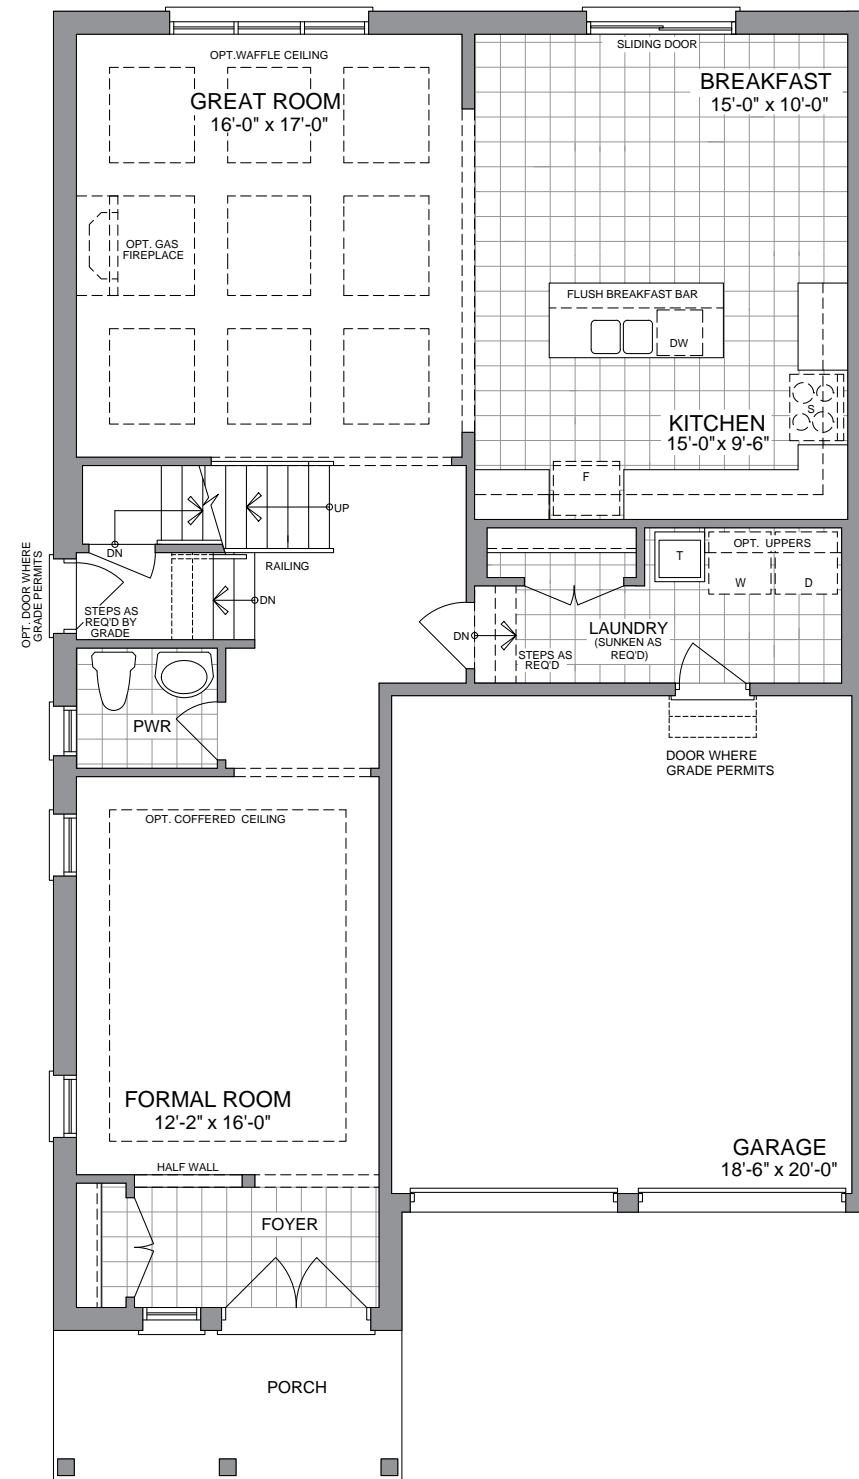 OPT.WAFFLE CEILING
GREAT ROOM
16'-0" x 17'-0"
SLIDING DOOR
BREAKFAST
15'-0" x 10'-0"
OPT. GAS
FIREPLACE
FLUSH BREAKFAST BAR
DW
S
KITCHEN
15'-0"x 9'-6"
F
UP
DN
RAILING
OPT. DOOR WHERE
GRADE PERMITS
STEPS AS
REQ'D BY
GRADE
DN
T
OPT. UPPERS
W
D
DN
LAUNDRY
(SUNKEN AS
REQ'D)
STEPS AS
REQ'D
PWR
DOOR WHERE
GRADE PERMITS
OPT. COFFERED CEILING
FORMAL ROOM
12'-2" x 16'-0"
GARAGE
18'-6" x 20'-0"
HALF WALL
FOYER
PORCH